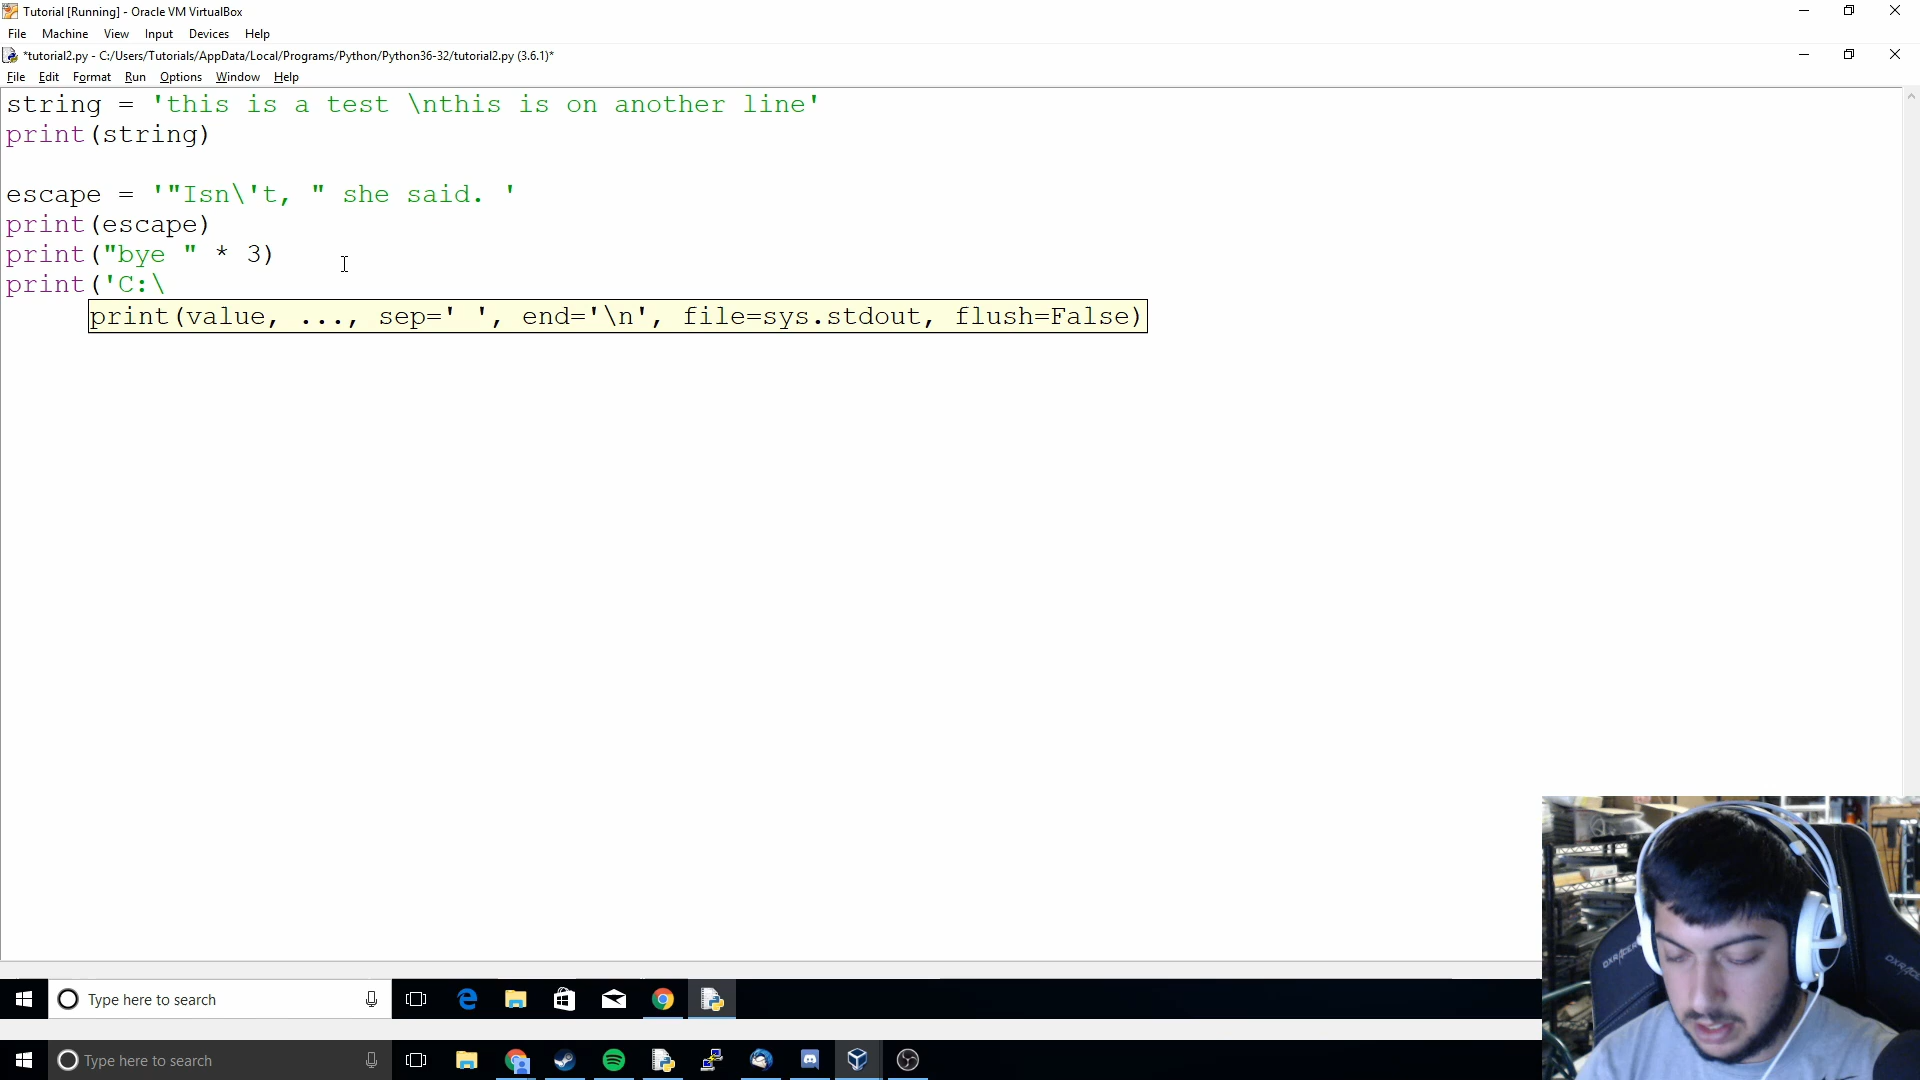 Tutorial [Running] - Oracle VM VirtualBox
File Machine View Input Devices Help
*tutorial2.py - C:/Users/Tutorials/AppData/Local/Programs/Python/Python36-32/tutorial2.py (3.6.1)*
File Edit Format Run Options Window Help
string = 'this is a test \nthis is on another line'
print(string)
escape = '"Isn\'t, " she said. '
print(escape)
print("bye " * 3)
print('C:\
print(value, ..., sep=' ', end='\n', file=sys.stdout, flush=False)
Type here to search
Type here to search